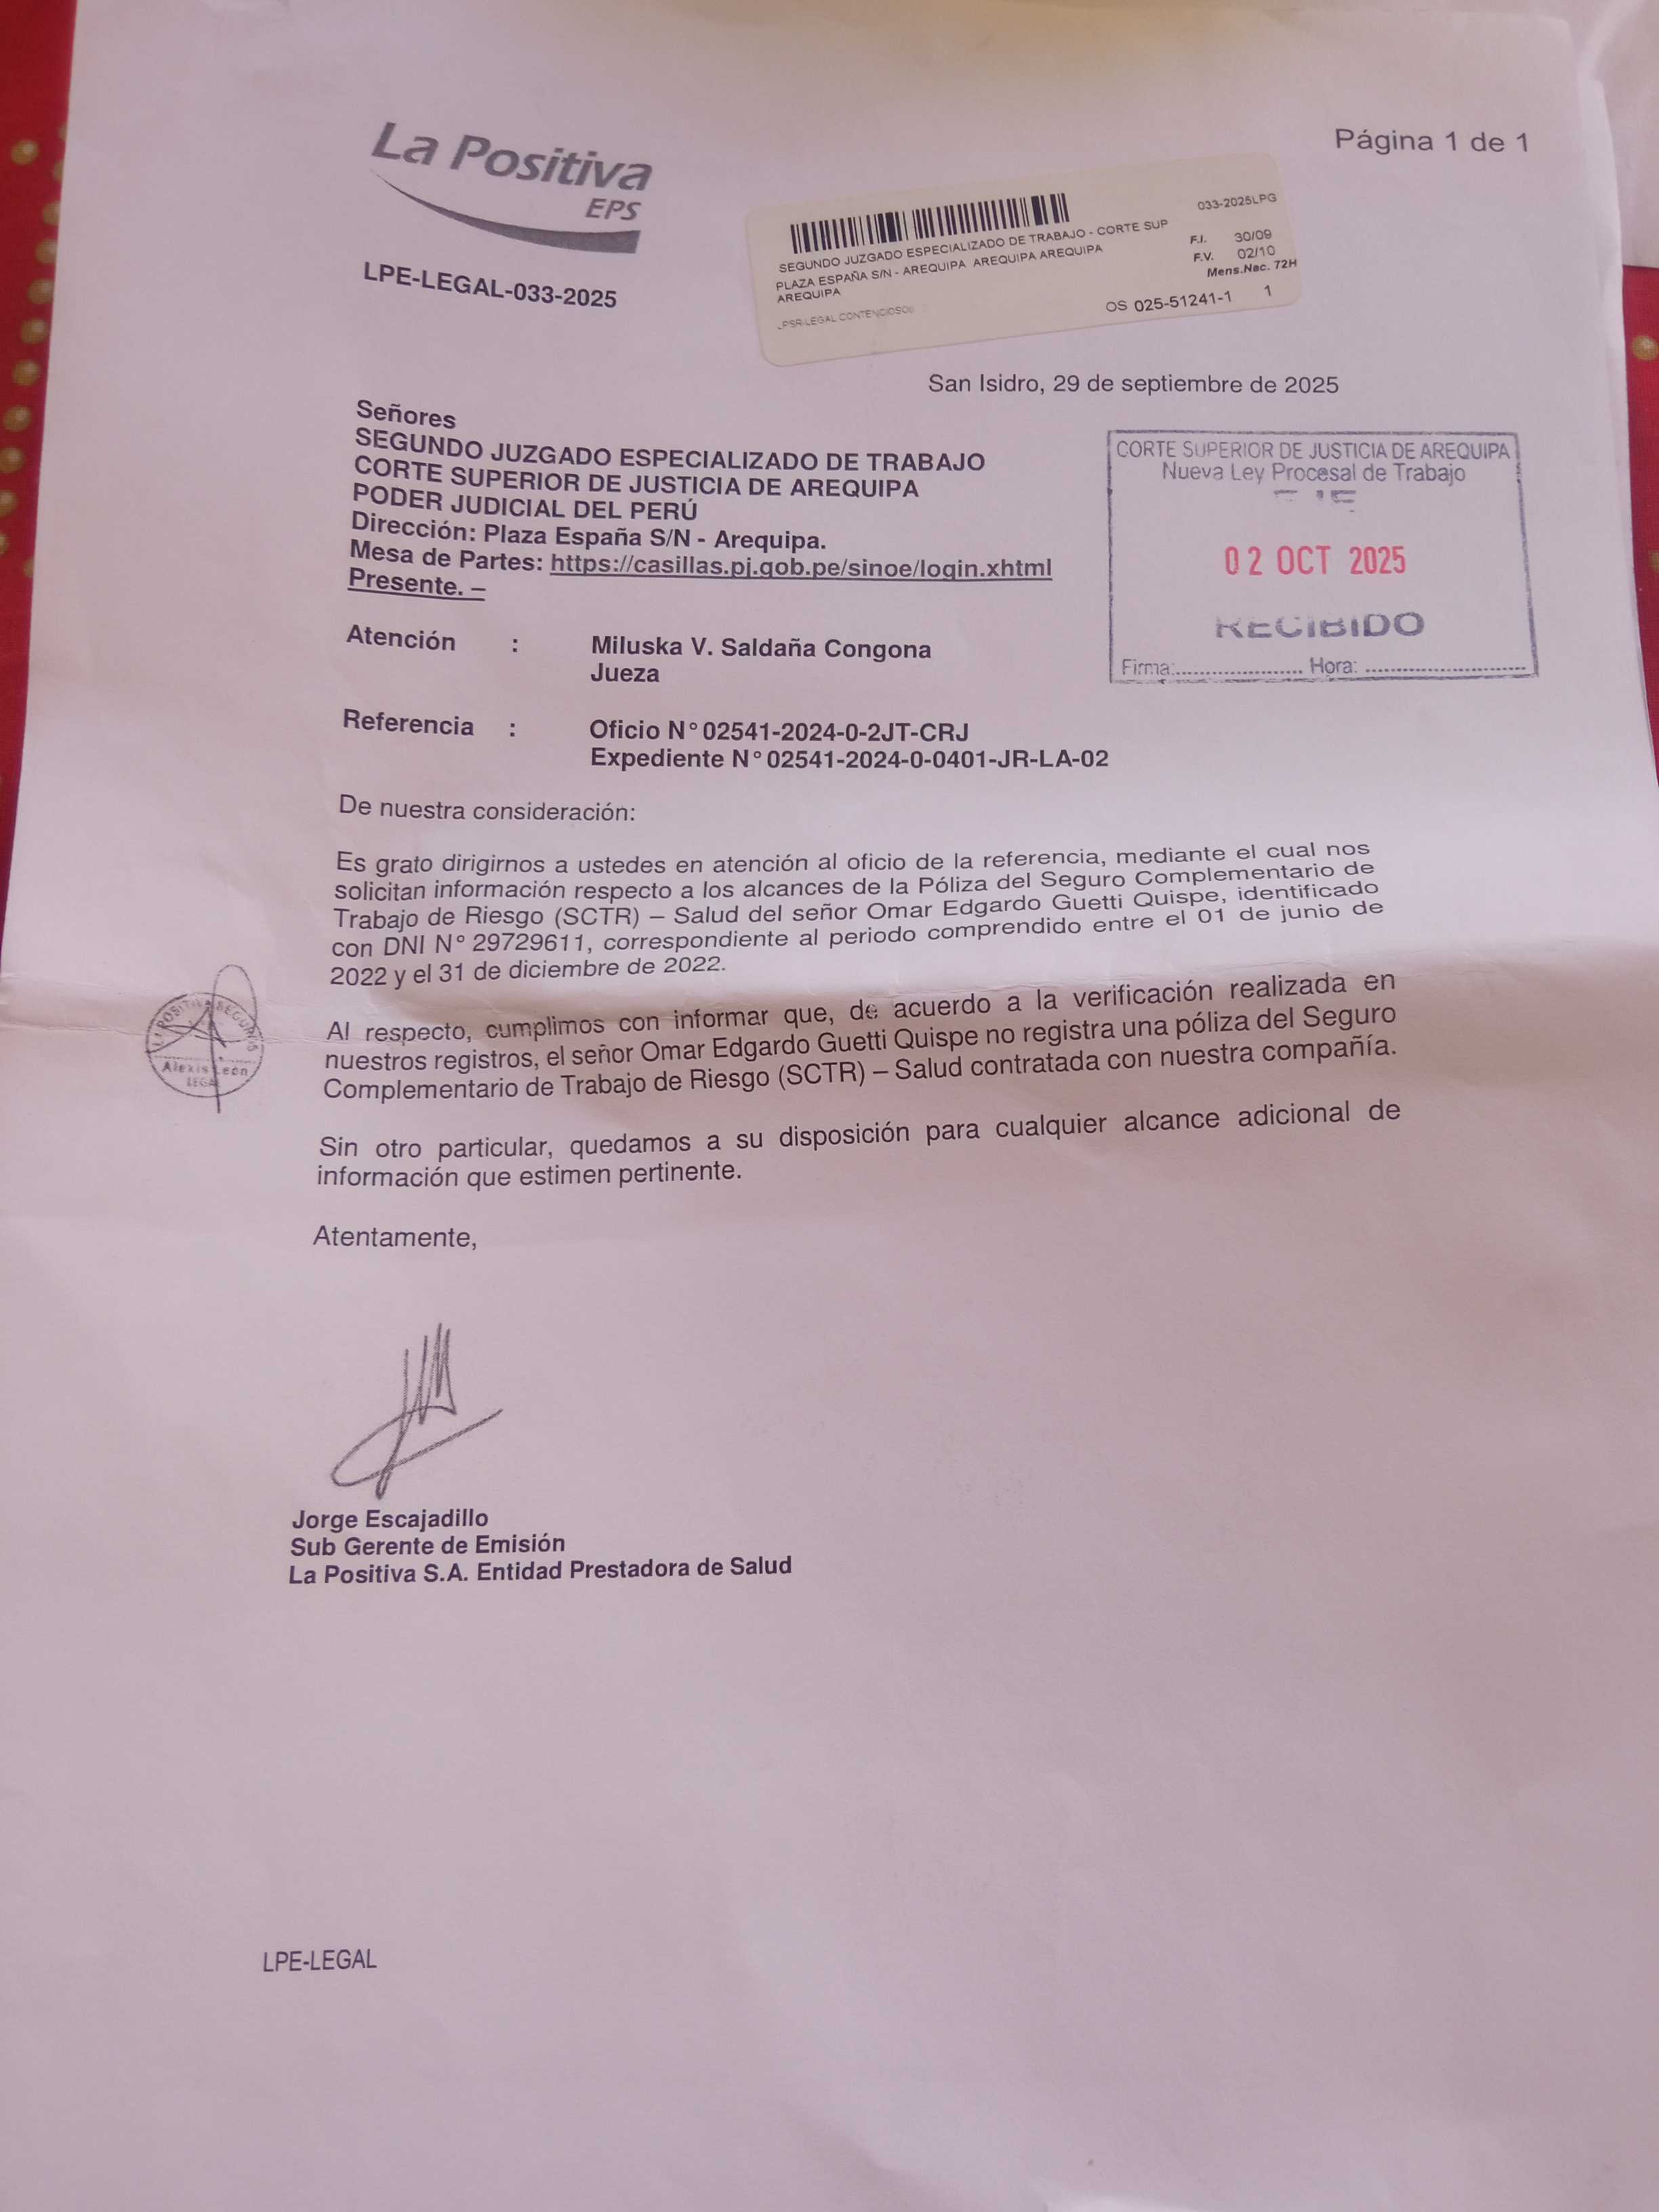 La Positiva
EPS
Página 1 de 1
LPE-LEGAL-033-2025
033-2025LPG
SEGUNDO JUZGADO ESPECIALIZADO DE TRABAJO - CORTE SUP
PLAZA ESPAÑA S/N - AREQUIPA AREQUIPA AREQUIPA
AREQUIPA
F.I. 30/09
F.V. 02/10
Mens.Nac. 72H
OS 025-51241-1 1
San Isidro, 29 de septiembre de 2025
Señores
SEGUNDO JUZGADO ESPECIALIZADO DE TRABAJO
CORTE SUPERIOR DE JUSTICIA DE AREQUIPA
PODER JUDICIAL DEL PERÚ
Dirección: Plaza España S/N - Arequipa.
Mesa de Partes: https://casillas.pj.gob.pe/sinoe/login.xhtml
Presente. –
CORTE SUPERIOR DE JUSTICIA DE AREQUIPA
Nueva Ley Procesal de Trabajo
02 OCT 2025
RECIBIDO
Firma:..................... Hora: ...........................
Atención : Miluska V. Saldaña Congona
Jueza
Referencia : Oficio N° 02541-2024-0-2JT-CRJ
Expediente N° 02541-2024-0-0401-JR-LA-02
De nuestra consideración:
Es grato dirigirnos a ustedes en atención al oficio de la referencia, mediante el cual nos
solicitan información respecto a los alcances de la Póliza del Seguro Complementario de
Trabajo de Riesgo (SCTR) – Salud del señor Omar Edgardo Guetti Quispe, identificado
con DNI N° 29729611, correspondiente al periodo comprendido entre el 01 de junio de
2022 y el 31 de diciembre de 2022.
Al respecto, cumplimos con informar que, de acuerdo a la verificación realizada en
nuestros registros, el señor Omar Edgardo Guetti Quispe no registra una póliza del Seguro
Complementario de Trabajo de Riesgo (SCTR) – Salud contratada con nuestra compañía.
LA POSITIVA SEGUROS
Alexis León
LEGAL
Sin otro particular, quedamos a su disposición para cualquier alcance adicional de
información que estimen pertinente.
Atentamente,
Jorge Escajadillo
Sub Gerente de Emisión
La Positiva S.A. Entidad Prestadora de Salud
LPE-LEGAL